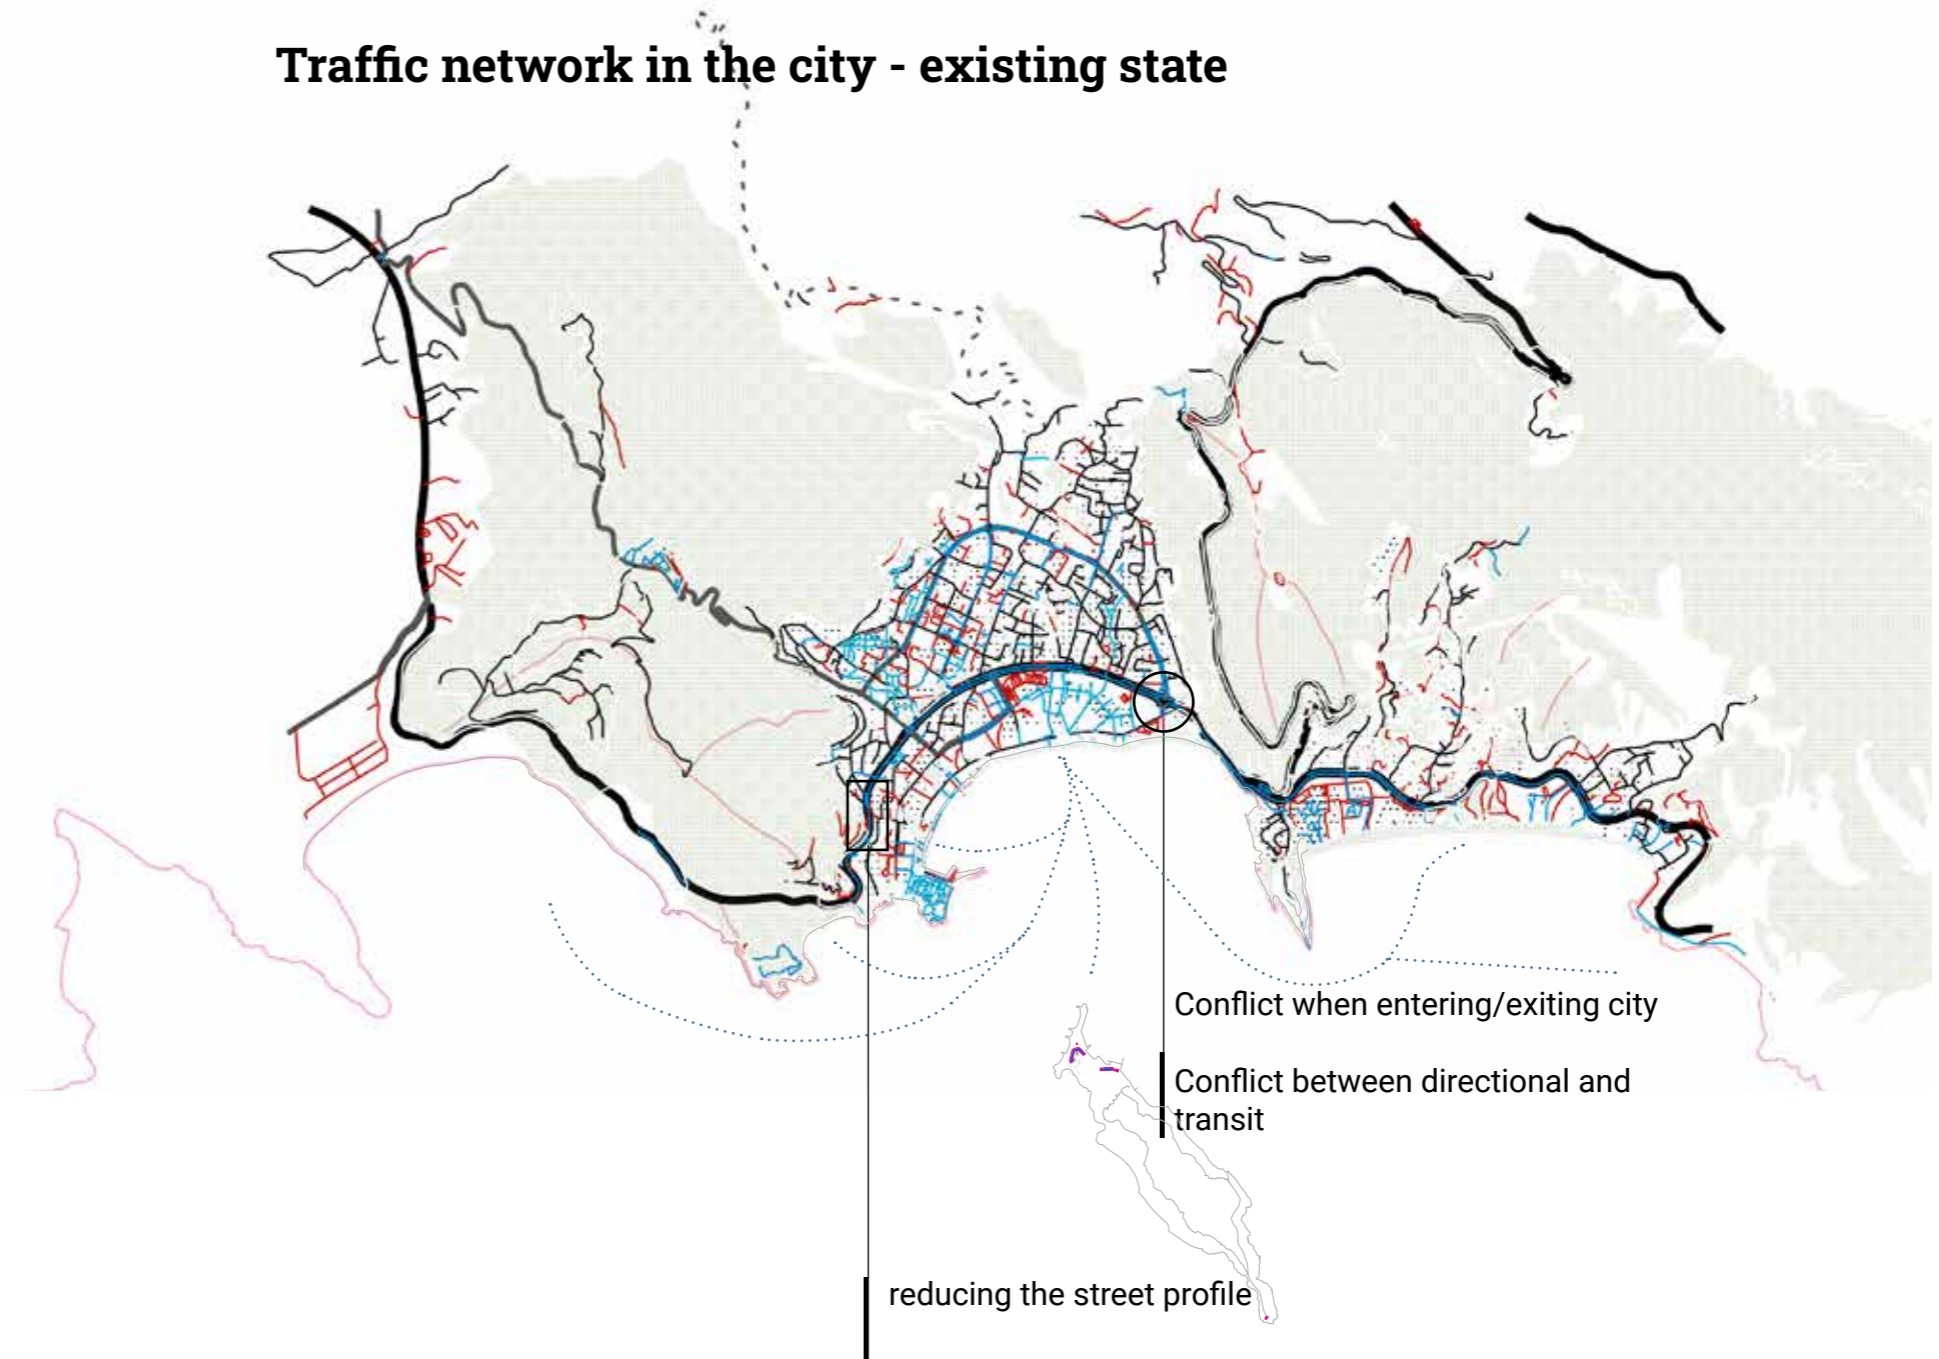 Traffic network in the city - existing state
Conflict when entering/exiting city
Conflict between directional and
transit
reducing the street profile